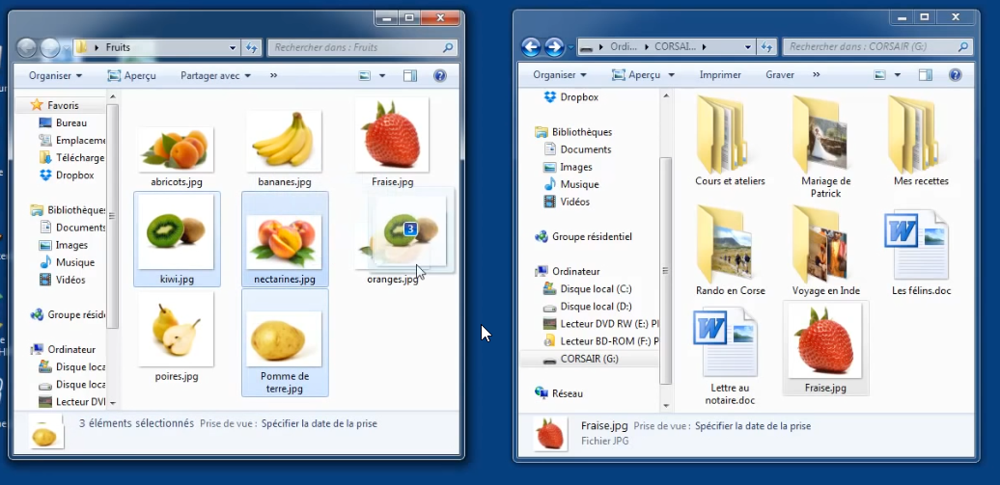 Fruits
Rechercher dans : Fruits
Organiser
Aperçu
Partager avec
»
Favoris
Bureau
Emplaceme
Télécharge
Dropbox
Bibliothèques
Documents
Images
Musique
Vidéos
Groupe réside
Ordinateur
Disque loca
Disque loca
Lecteur DVI
abricots.jpg
bananes.jpg
Fraise.jpg
kiwi.jpg
nectarines.jpg
3
oranges.jpg
poires.jpg
Pomme de
terre.jpg
3 éléments sélectionnés Prise de vue : Spécifier la date de la prise
Ordi...
CORSAI...
Rechercher dans : CORSAIR (G:)
Organiser
Aperçu
Imprimer
Graver
»
Dropbox
Bibliothèques
Documents
Images
Musique
Vidéos
Groupe résidentiel
Ordinateur
Disque local (C:)
Disque local (D:)
Lecteur DVD RW (E:) Pl
Lecteur BD-ROM (F:) P
CORSAIR (G:)
Réseau
Cours et ateliers
Mariage de
Patrick
Mes recettes
Rando en Corse
Voyage en Inde
W
Les félins.doc
W
Lettre au
notaire.doc
Fraise.jpg
Fraise.jpg Prise de vue : Spécifier la date de la prise
Fichier JPG